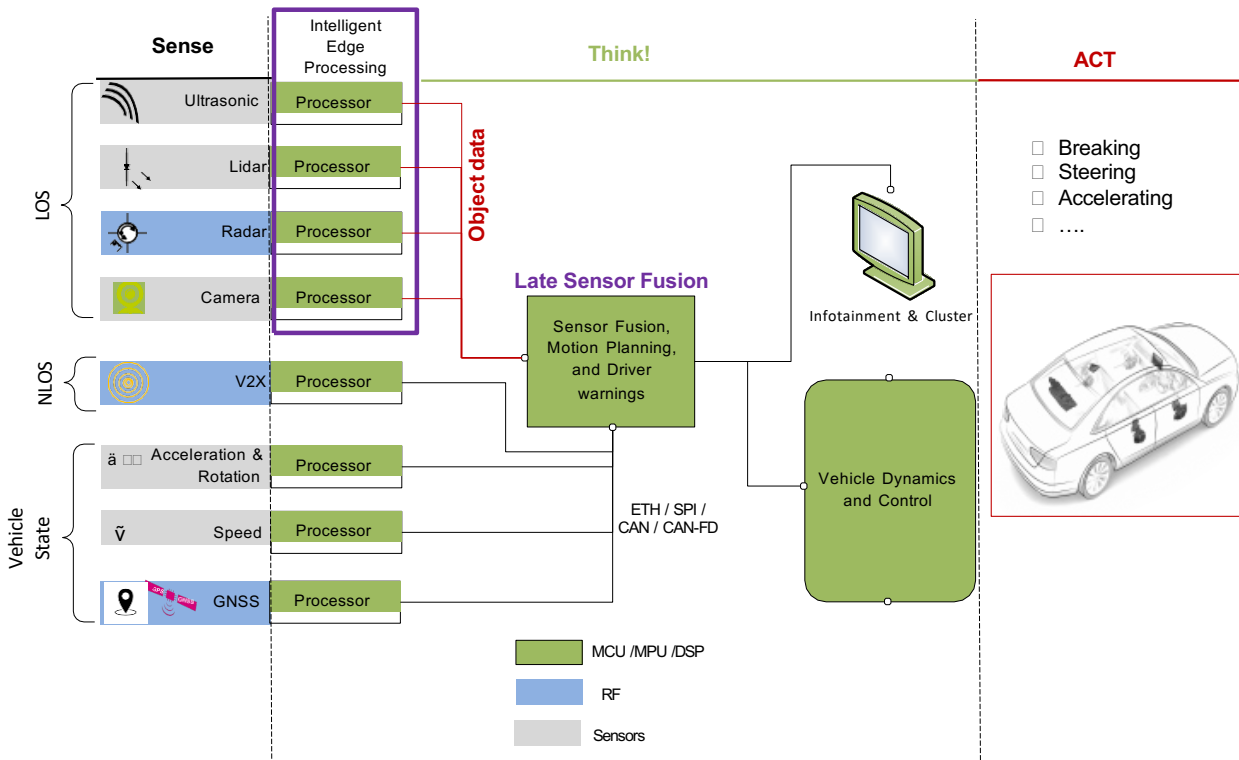 Sense
Intelligent
Edge
Processing
Think!
ACT
LOS
Ultrasonic
Processor
Lidar
Processor
Radar
Processor
Camera
Processor
Object data
NLOS
V2X
Processor
Vehicle
State
ä □□ Acceleration &
Rotation
Processor
ṽ
Speed
Processor
GPS
GNSS
GNSS
Processor
Late Sensor Fusion
Sensor Fusion,
Motion Planning,
and Driver
warnings
ETH / SPI /
CAN / CAN-FD
Infotainment & Cluster
Vehicle Dynamics
and Control
□ Breaking
□ Steering
□ Accelerating
□ ....
MCU /MPU /DSP
RF
Sensors